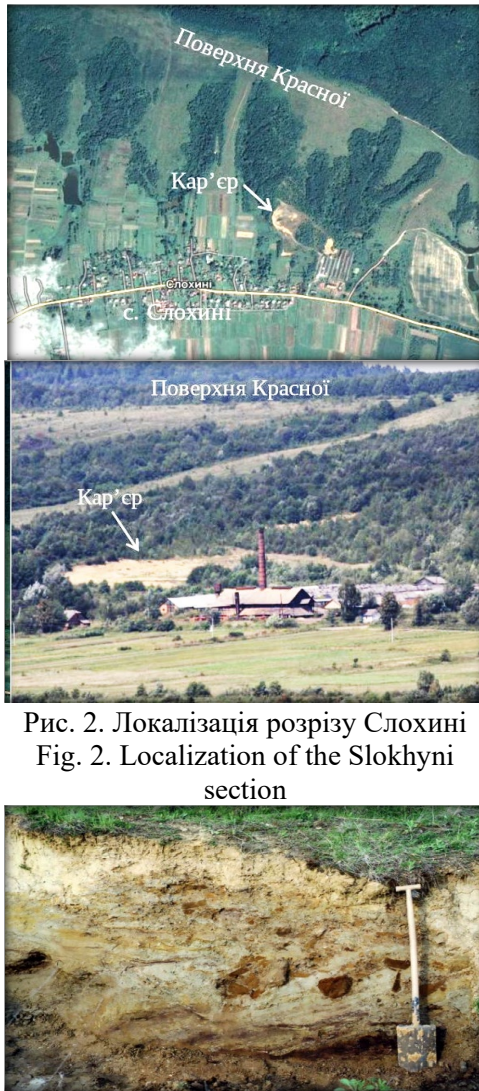 Поверхня Красної
Кар’єр
Слохині
с. Слохині
Поверхня Красної
Кар’єр
Рис. 2. Локалізація розрізу Слохині
Fig. 2. Localization of the Slokhyni
section